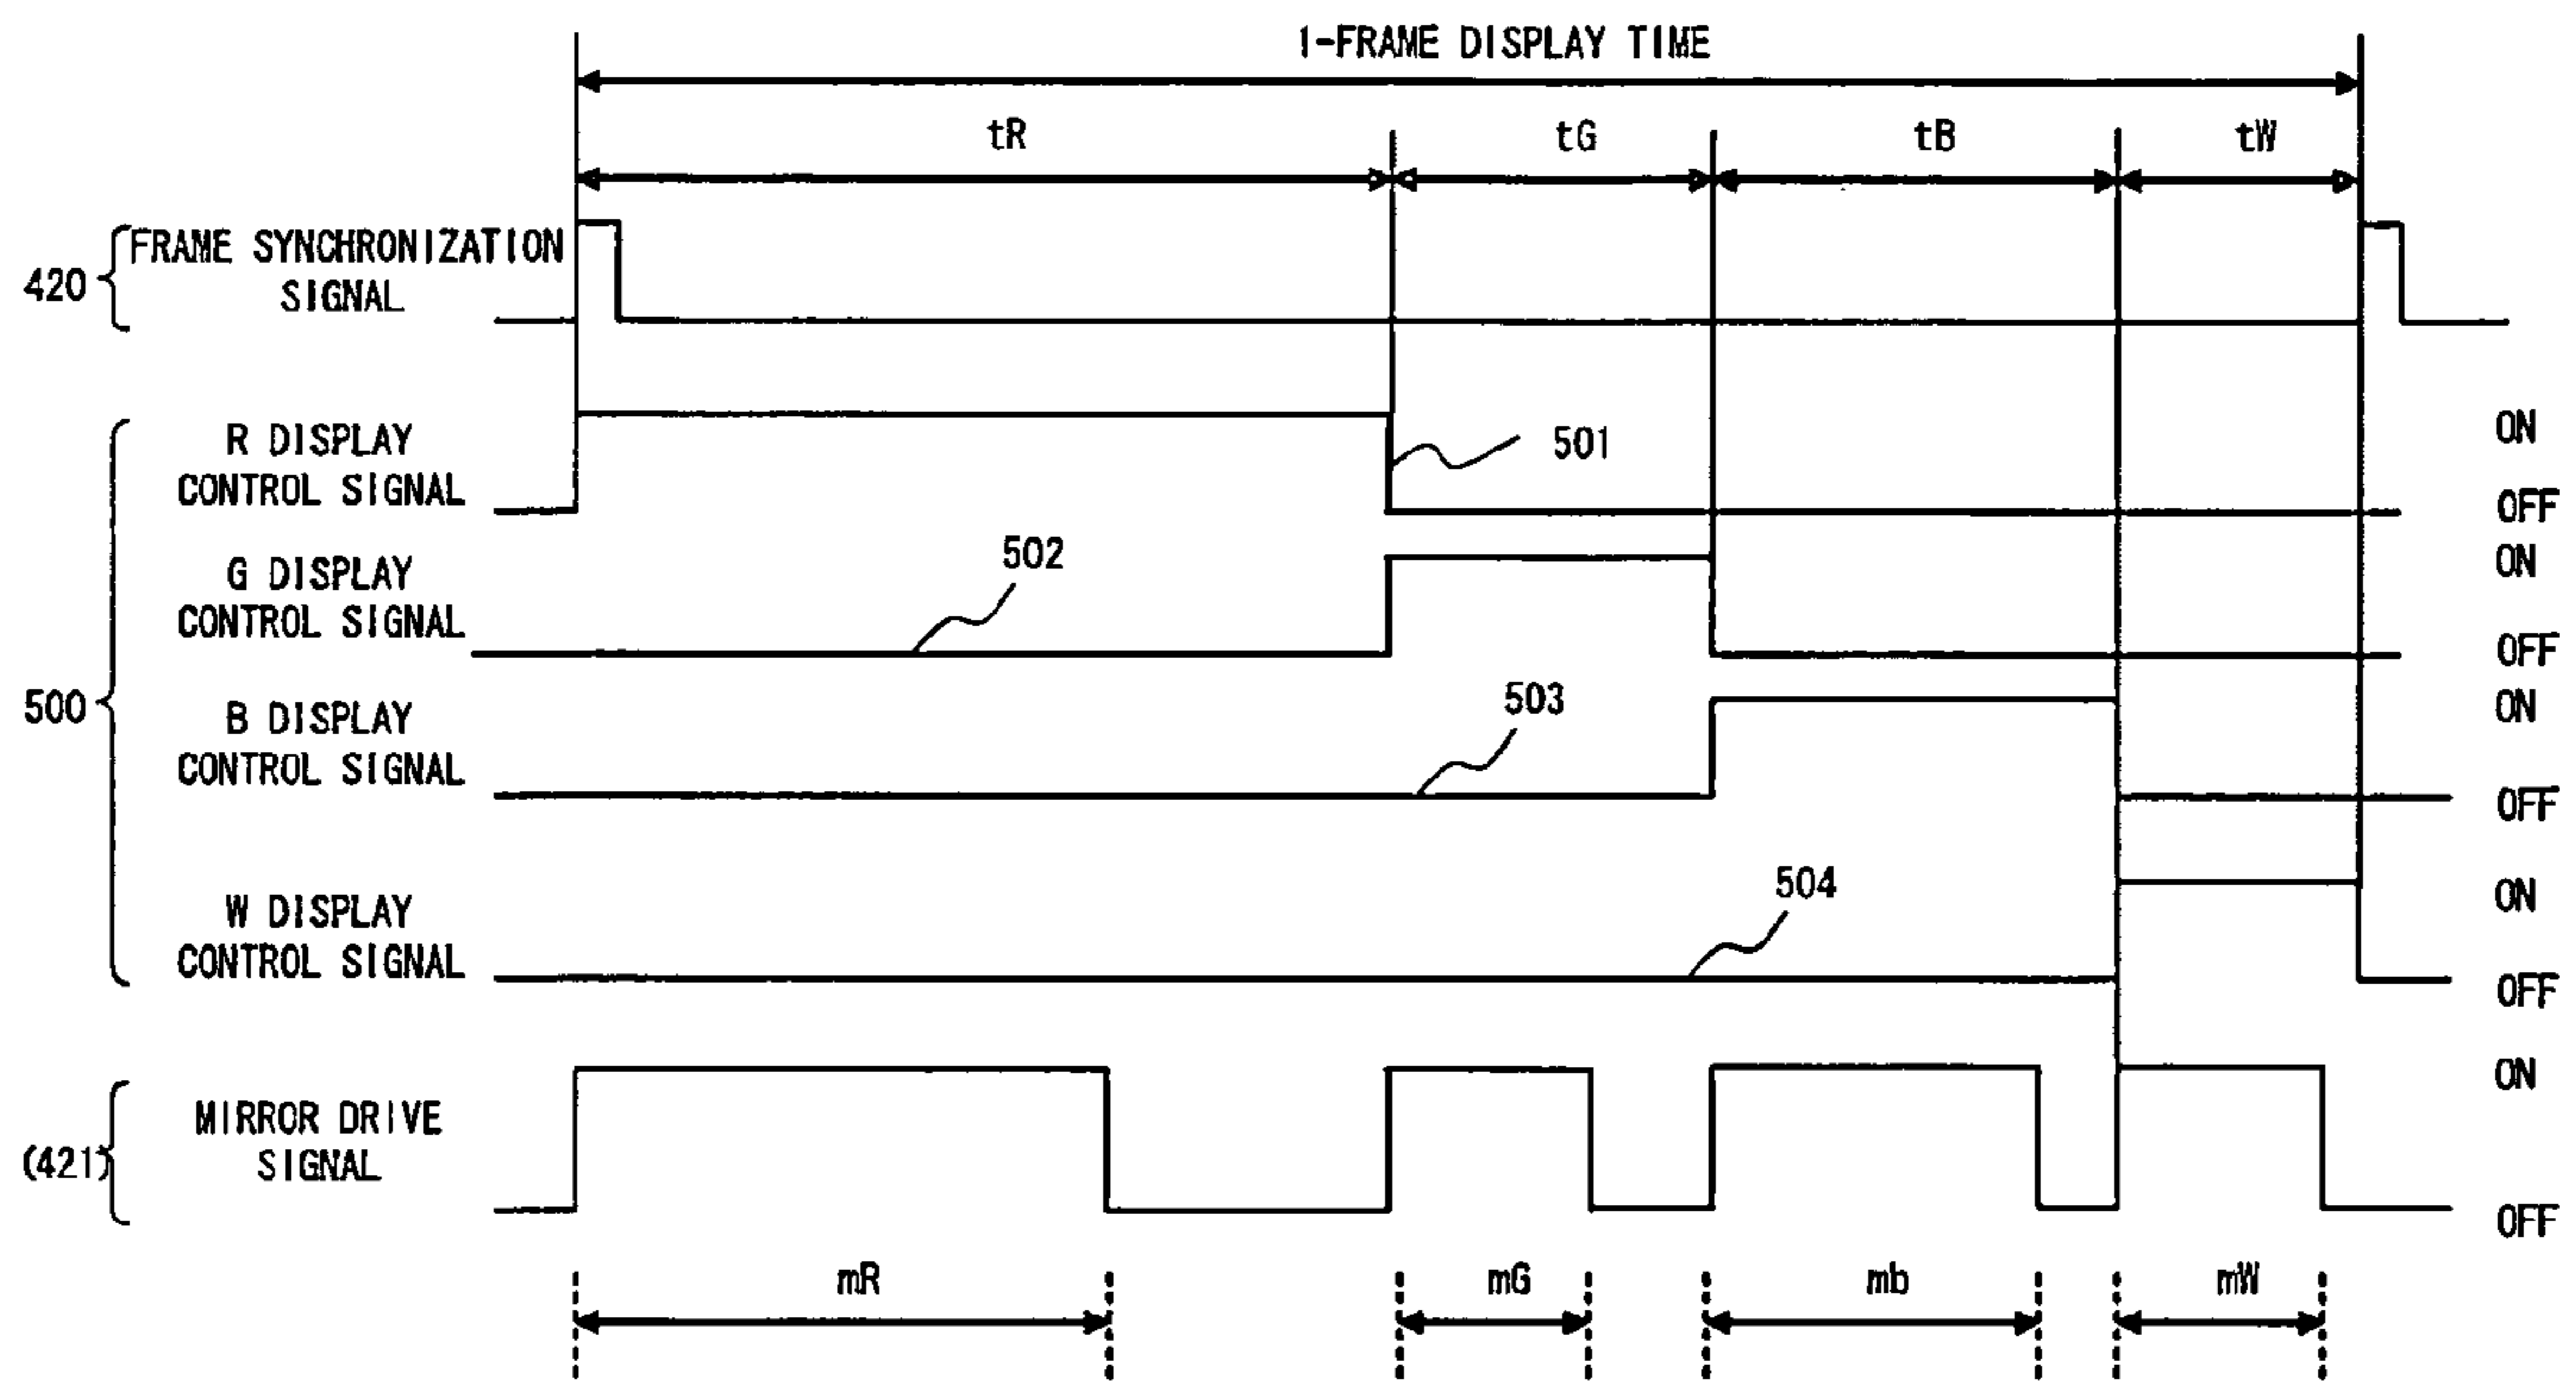 1-FRAME DISPLAY TIME
tR tG tB tW
420 FRAME SYNCHRONIZATION
SIGNAL
500
R DISPLAY
CONTROL SIGNAL
501
ON
OFF
G DISPLAY
CONTROL SIGNAL
502
ON
OFF
B DISPLAY
CONTROL SIGNAL
503
ON
OFF
W DISPLAY
CONTROL SIGNAL
504
ON
OFF
(421) MIRROR DRIVE
SIGNAL
ON
OFF
mR mG mb mW